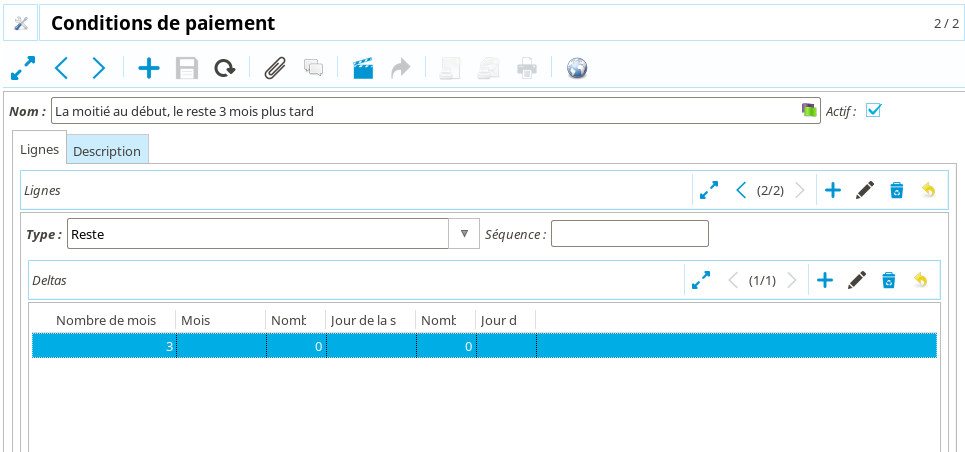 Conditions de paiement
2 / 2
Nom :
La moitié au début, le reste 3 mois plus tard
Actif :
Lignes
Description
Lignes
(2/2)
Type :
Reste
Séquence :
Deltas
(1/1)
Nombre de mois Mois Nomb Jour de la s Nomb Jour d
3 0 0